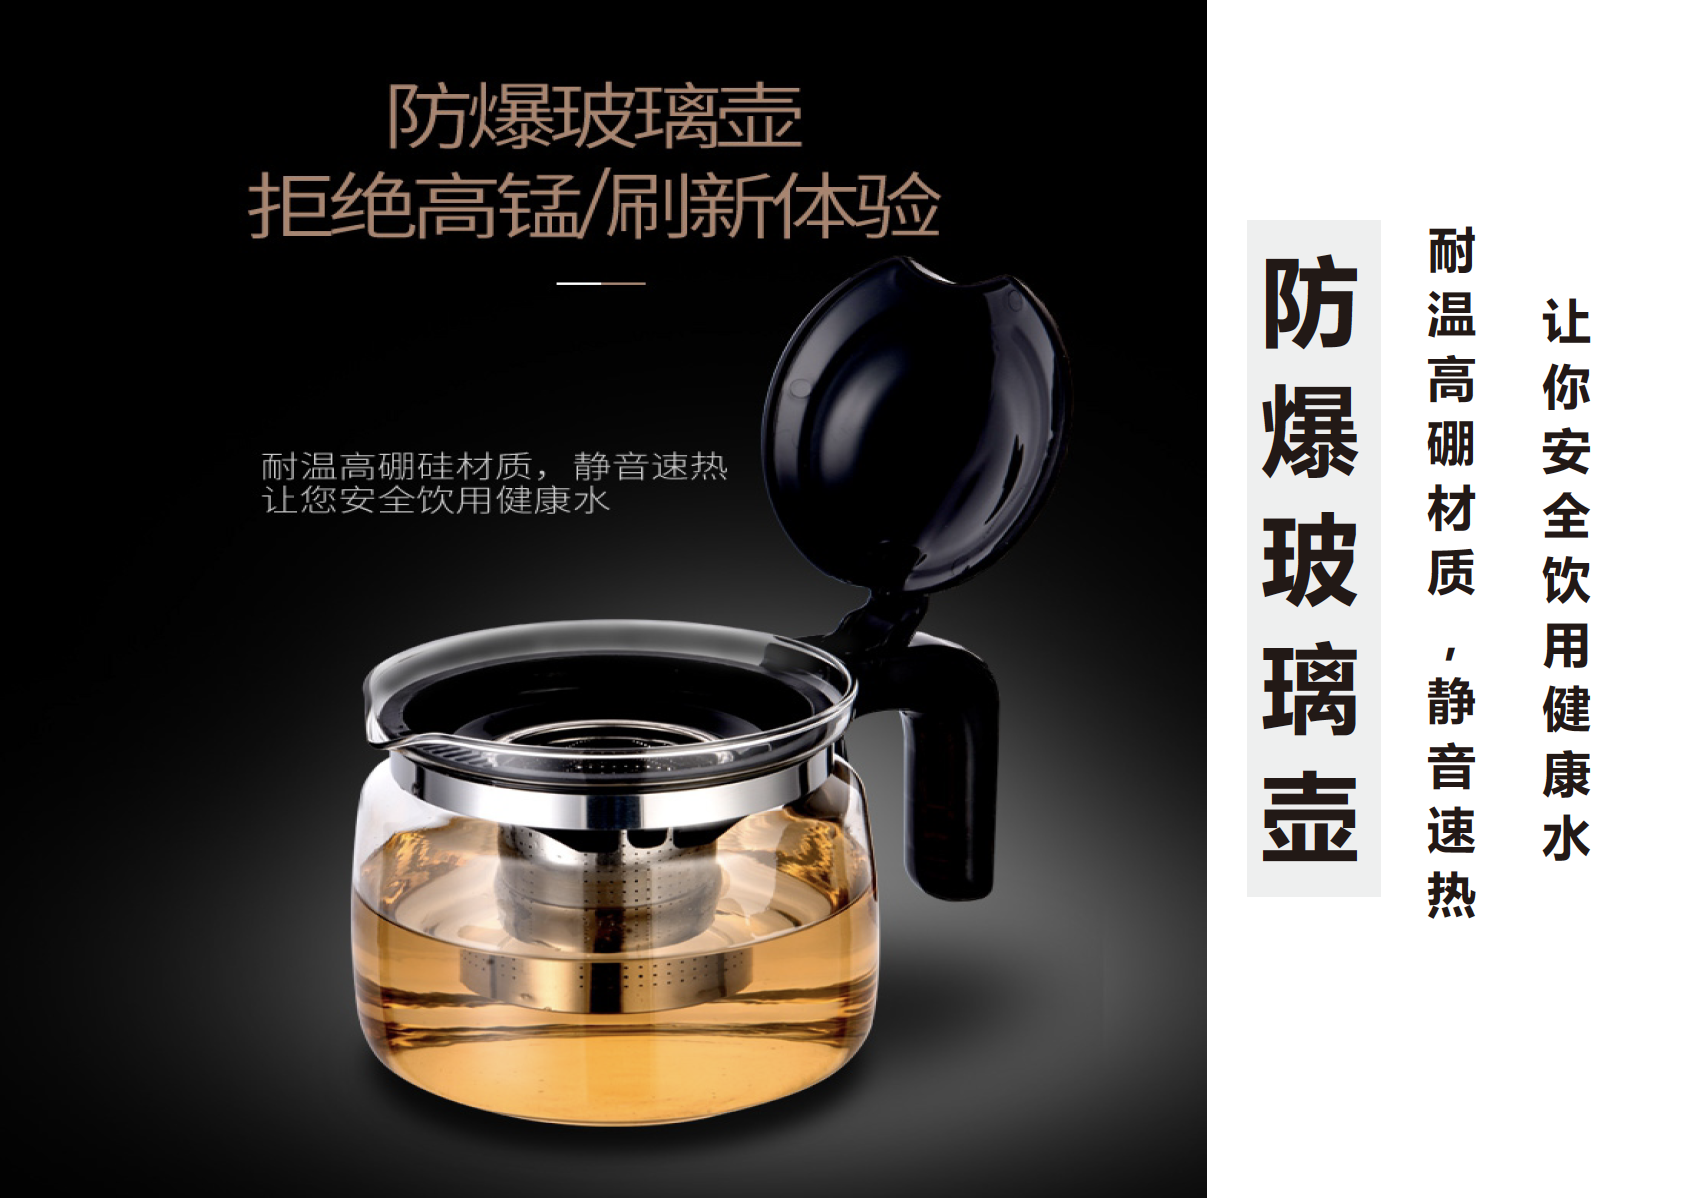 防爆玻璃壶
拒绝高锰/刷新体验
耐温高硼硅材质，静音速热
让您安全饮用健康水
防爆玻璃壶
耐温高硼材质，静音速热
让你安全饮用健康水